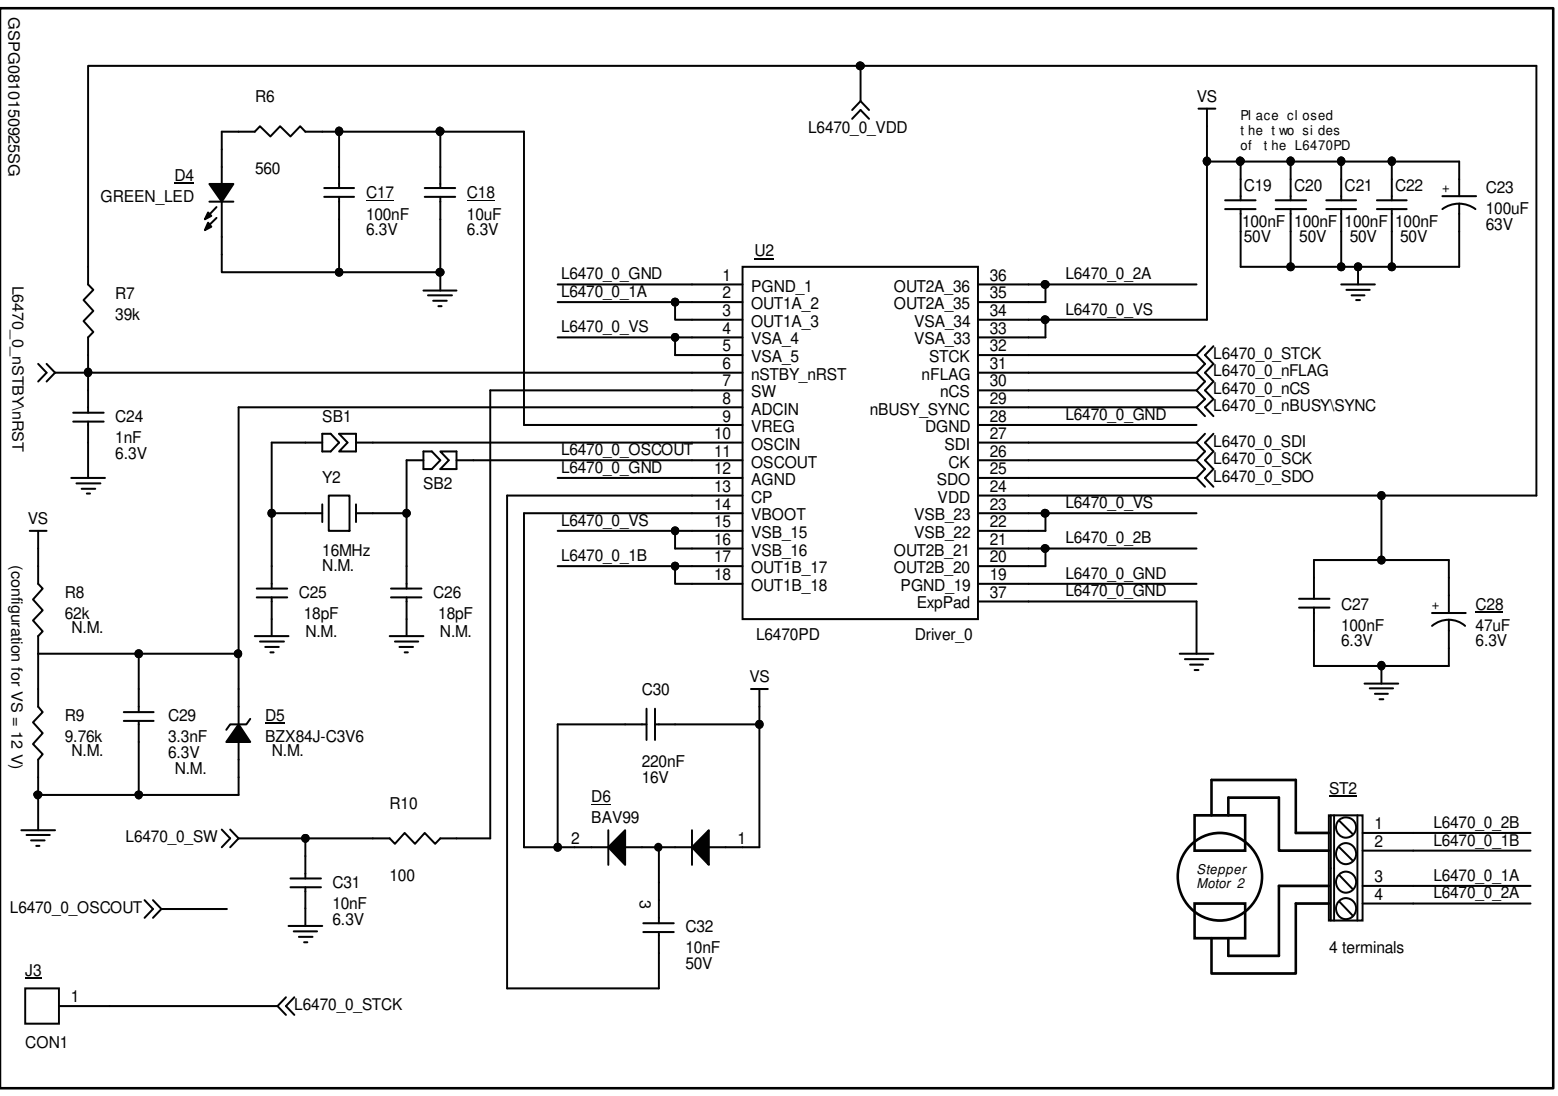 GSPG0810150925SG
L6470_0_nSTBY\nRST
(configuration for VS = 12 V)
R6
560
D4
GREEN_LED
C17
100nF
6.3V
C18
10uF
6.3V
R7
39k
C24
1nF
6.3V
L6470_0_VDD
VS
Place closed
the two sides
of the L6470PD
C19
100nF
50V
C20
100nF
50V
C21
100nF
50V
C22
100nF
50V
+
C23
100uF
63V
U2
L6470_0_GND
1
PGND_1
L6470_0_1A
2
OUT1A_2
3
OUT1A_3
L6470_0_VS
4
VSA_4
5
VSA_5
6
nSTBY_nRST
7
SW
8
ADCIN
9
VREG
10
OSCIN
L6470_0_OSCOUT
11
OSCOUT
L6470_0_GND
12
AGND
13
CP
14
VBOOT
L6470_0_VS
15
VSB_15
16
VSB_16
L6470_0_1B
17
OUT1B_17
18
OUT1B_18
OUT2A_36
36
L6470_0_2A
OUT2A_35
35
VSA_34
34
L6470_0_VS
VSA_33
33
STCK
32
L6470_0_STCK
nFLAG
31
L6470_0_nFLAG
nCS
30
L6470_0_nCS
nBUSY_SYNC
29
L6470_0_nBUSY\SYNC
DGND
28
L6470_0_GND
SDI
27
L6470_0_SDI
CK
26
L6470_0_SCK
SDO
25
L6470_0_SDO
VDD
24
VSB_23
23
L6470_0_VS
VSB_22
22
OUT2B_21
21
L6470_0_2B
OUT2B_20
20
PGND_19
19
L6470_0_GND
ExpPad
37
L6470_0_GND
L6470PD
Driver_0
SB1
SB2
Y2
16MHz
N.M.
C25
18pF
N.M.
C26
18pF
N.M.
VS
R8
62k
N.M.
R9
9.76k
N.M.
C29
3.3nF
6.3V
N.M.
D5
BZX84J-C3V6
N.M.
C27
100nF
6.3V
+
C28
47uF
6.3V
VS
C30
220nF
16V
D6
BAV99
2
1
3
C32
10nF
50V
R10
100
L6470_0_SW
C31
10nF
6.3V
L6470_0_OSCOUT
J3
1
L6470_0_STCK
CON1
Stepper
Motor 2
ST2
1
L6470_0_2B
2
L6470_0_1B
3
L6470_0_1A
4
L6470_0_2A
4 terminals